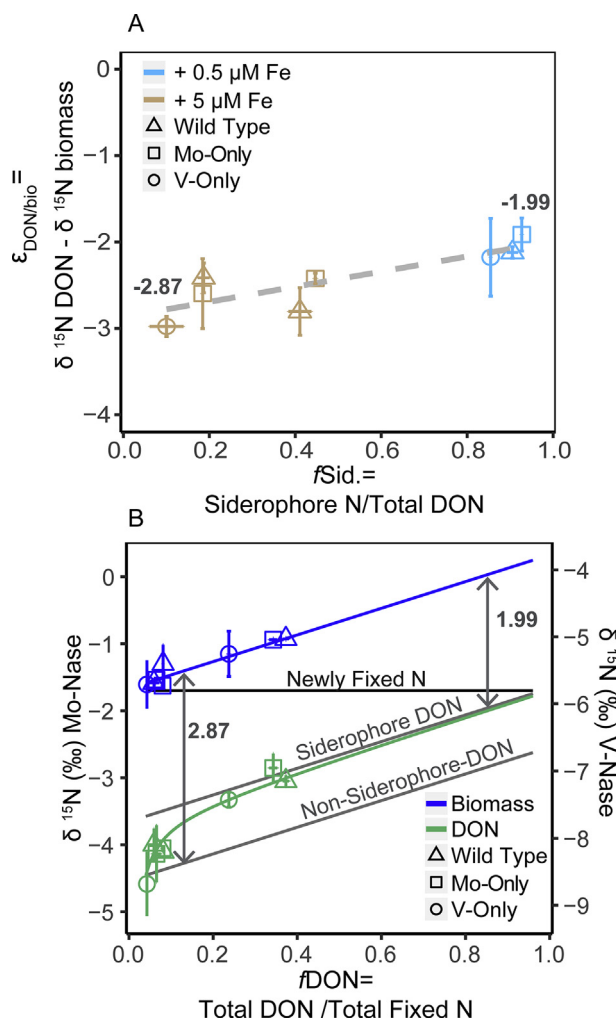 A
ε DON/bio =
δ 15N DON - δ 15N biomass
0
−1
−2
−3
−4
+ 0.5 µM Fe
+ 5 µM Fe
Wild Type
Mo-Only
V-Only
-2.87
-1.99
0.0 0.2 0.4 0.6 0.8 1.0
fSid.=
Siderophore N/Total DON
B
δ 15N (‰) Mo-Nase
0
−1
−2
−3
−4
−5
1.99
Newly Fixed N
2.87
Siderophore DON
Non-Siderophore-DON
Biomass
DON
Wild Type
Mo-Only
V-Only
−4
−5
−6
−7
−8
−9
δ 15N (‰) V-Nase
0.0 0.2 0.4 0.6 0.8 1.0
fDON=
Total DON /Total Fixed N